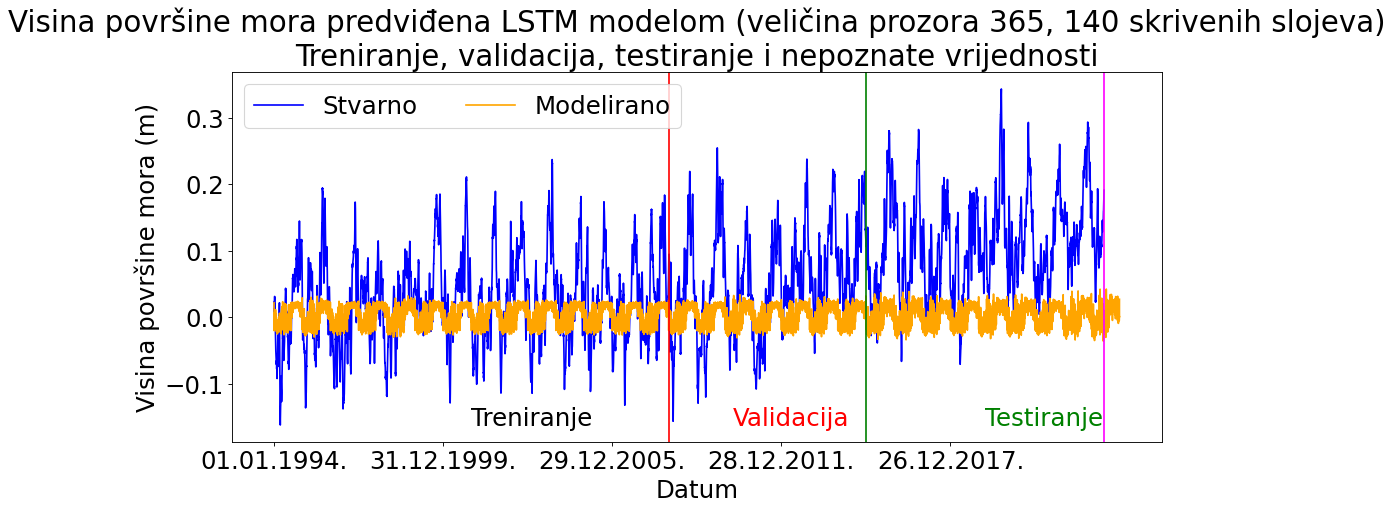 Visina površine mora predviđena LSTM modelom (veličina prozora 365, 140 skrivenih slojeva)
Treniranje, validacija, testiranje i nepoznate vrijednosti
Stvarno
Modelirano
Visina površine mora (m)
0.3
0.2
0.1
0.0
−0.1
Treniranje
Validacija
Testiranje
01.01.1994.
31.12.1999.
29.12.2005.
28.12.2011.
26.12.2017.
Datum